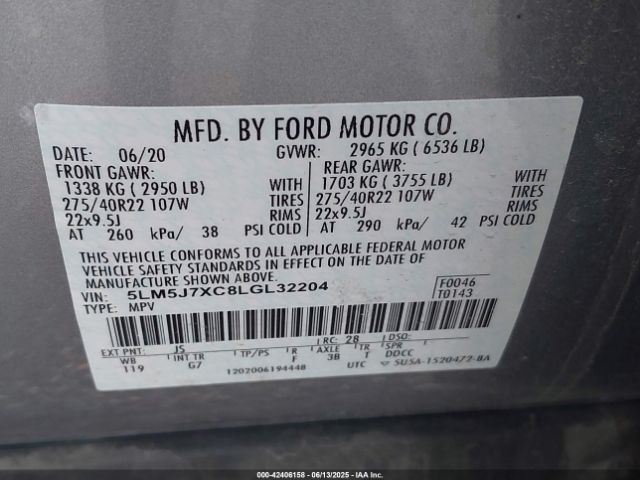 MFD. BY FORD MOTOR CO.
DATE: 06/20 GVWR: 2965 KG ( 6536 LB)
FRONT GAWR: REAR GAWR:
1338 KG ( 2950 LB) WITH 1703 KG ( 3755 LB) WITH
275/40R22 107W TIRES 275/40R22 107W TIRES
22x9.5J RIMS 22x9.5J RIMS
AT 260 kPa/ 38 PSI COLD AT 290 kPa/ 42 PSI COLD
THIS VEHICLE CONFORMS TO ALL APPLICABLE FEDERAL MOTOR
VEHICLE SAFETY STANDARDS IN EFFECT ON THE DATE OF
MANUFACTURE SHOWN ABOVE.
VIN: 5LM5J7XC8LGL32204 F0046
TYPE: MPV T0143
EXT PNT: JS RC: 28 DSO:
WB INT TR TP/PS R AXLE TR SPR
119 G7 F 3B T DDCC
1202006194448 UTC 5USA-1520472-BA
000-42406158 - 06/13/2025 - IAA Inc.